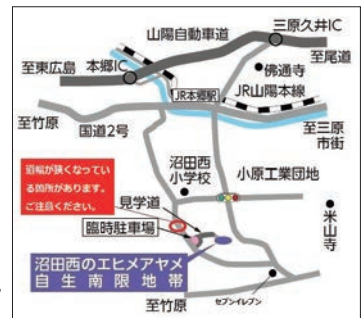 三原久井IC
山陽自動車道
至尾道
本郷IC
至東広島
佛通寺
JR本郷駅
JR山陽本線
至竹原
国道2号
至三原
市街
道幅が狭くなってい
る箇所があります。
ご注意ください。
沼田西
小学校
小原工業団地
見学道
臨時駐車場
米山寺
沼田西のエヒメアヤメ
自生南限地帯
至竹原
セブンイレブン